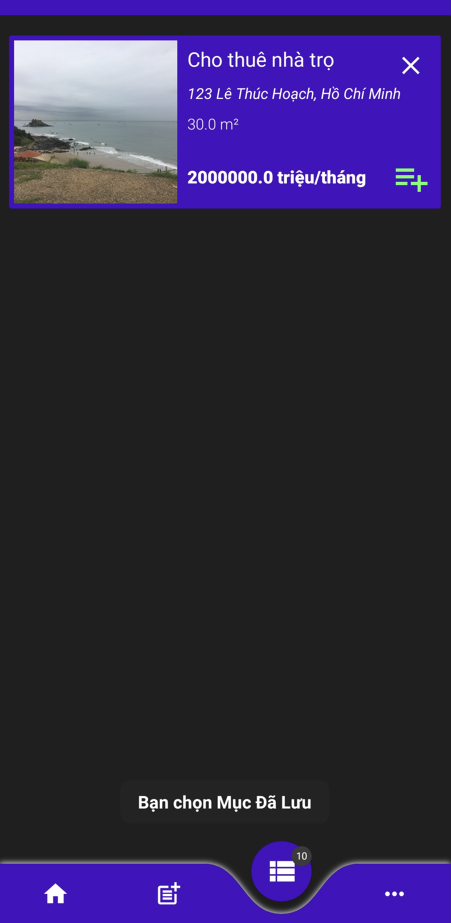 Cho thuê nhà trọ
123 Lê Thúc Hoạch, Hồ Chí Minh
30.0 m²
2000000.0 triệu/tháng
Bạn chọn Mục Đã Lưu
10